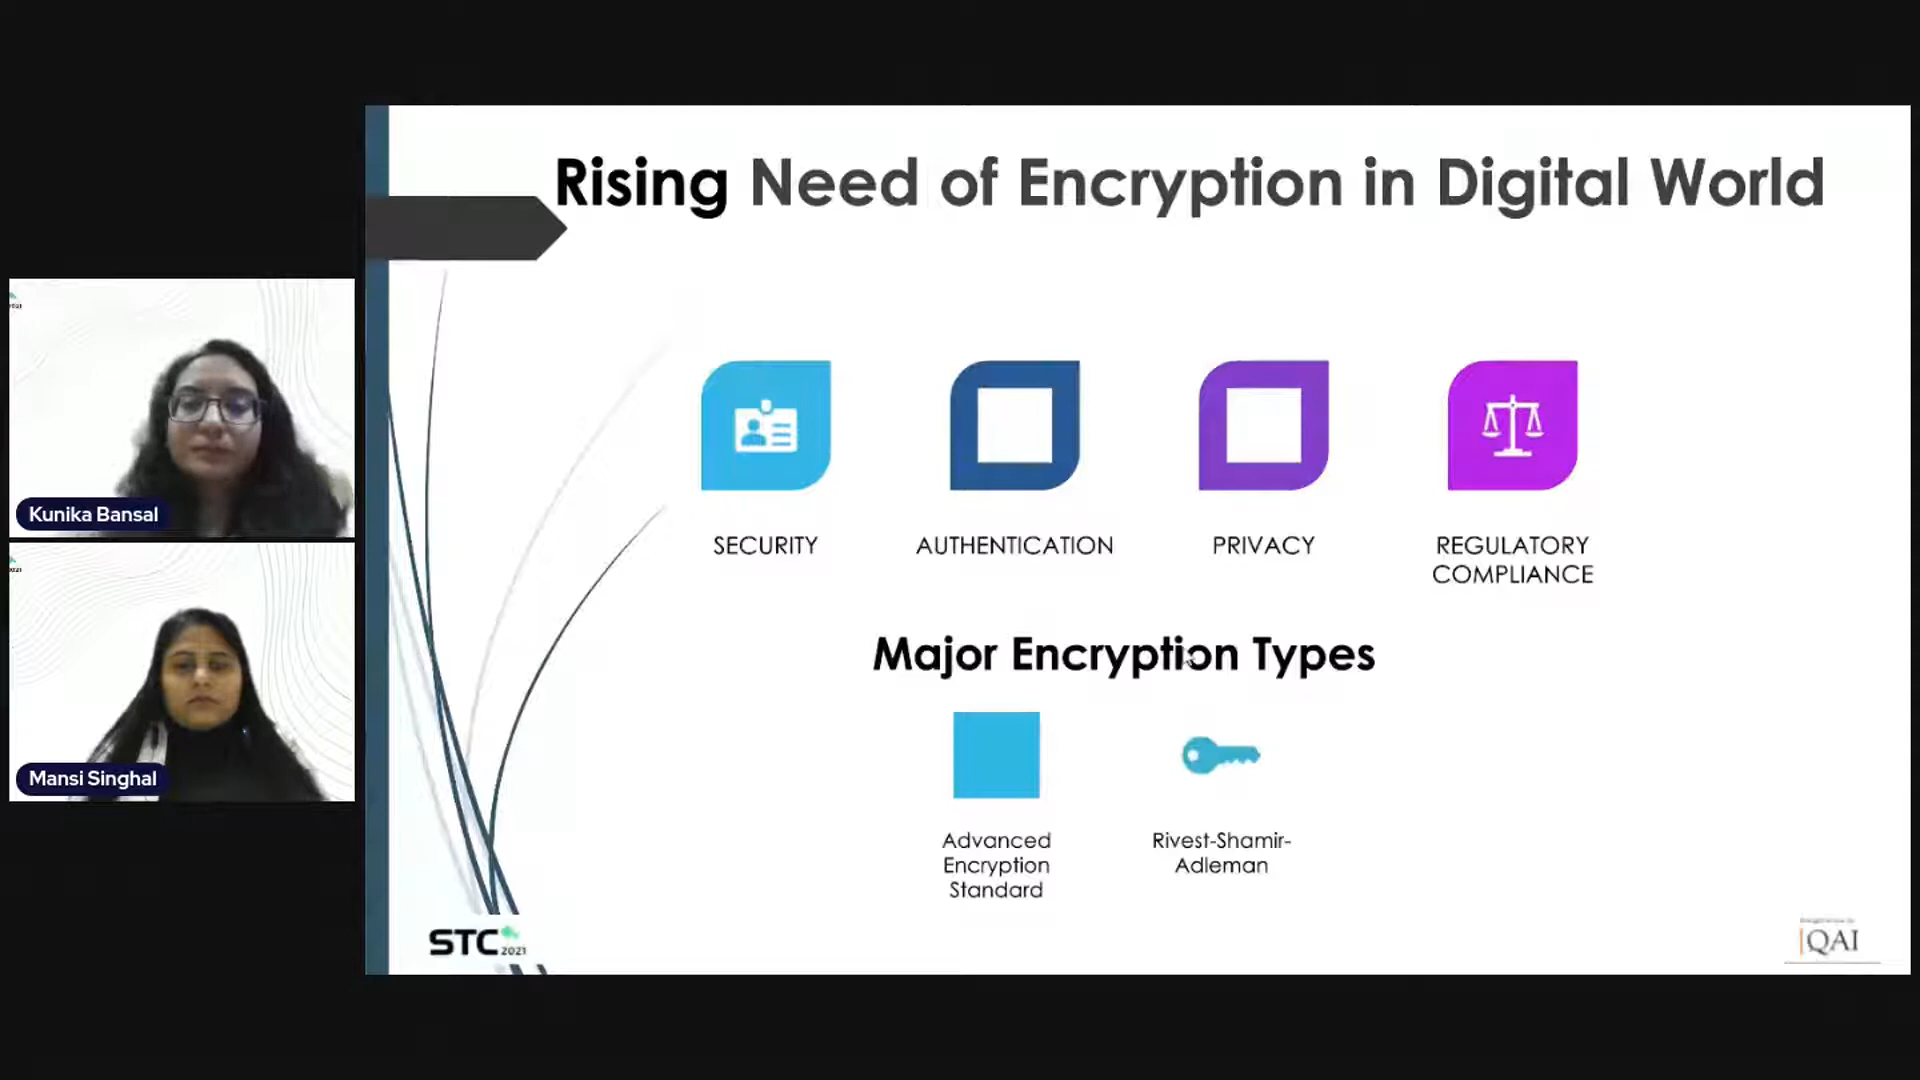 Rising Need of Encryption in Digital World
SECURITY
AUTHENTICATION
PRIVACY
REGULATORY
COMPLIANCE
Major Encryption Types
Advanced
Encryption
Standard
Rivest-Shamir-
Adleman
Kunika Bansal
Mansi Singhal
STC 2021
QAI